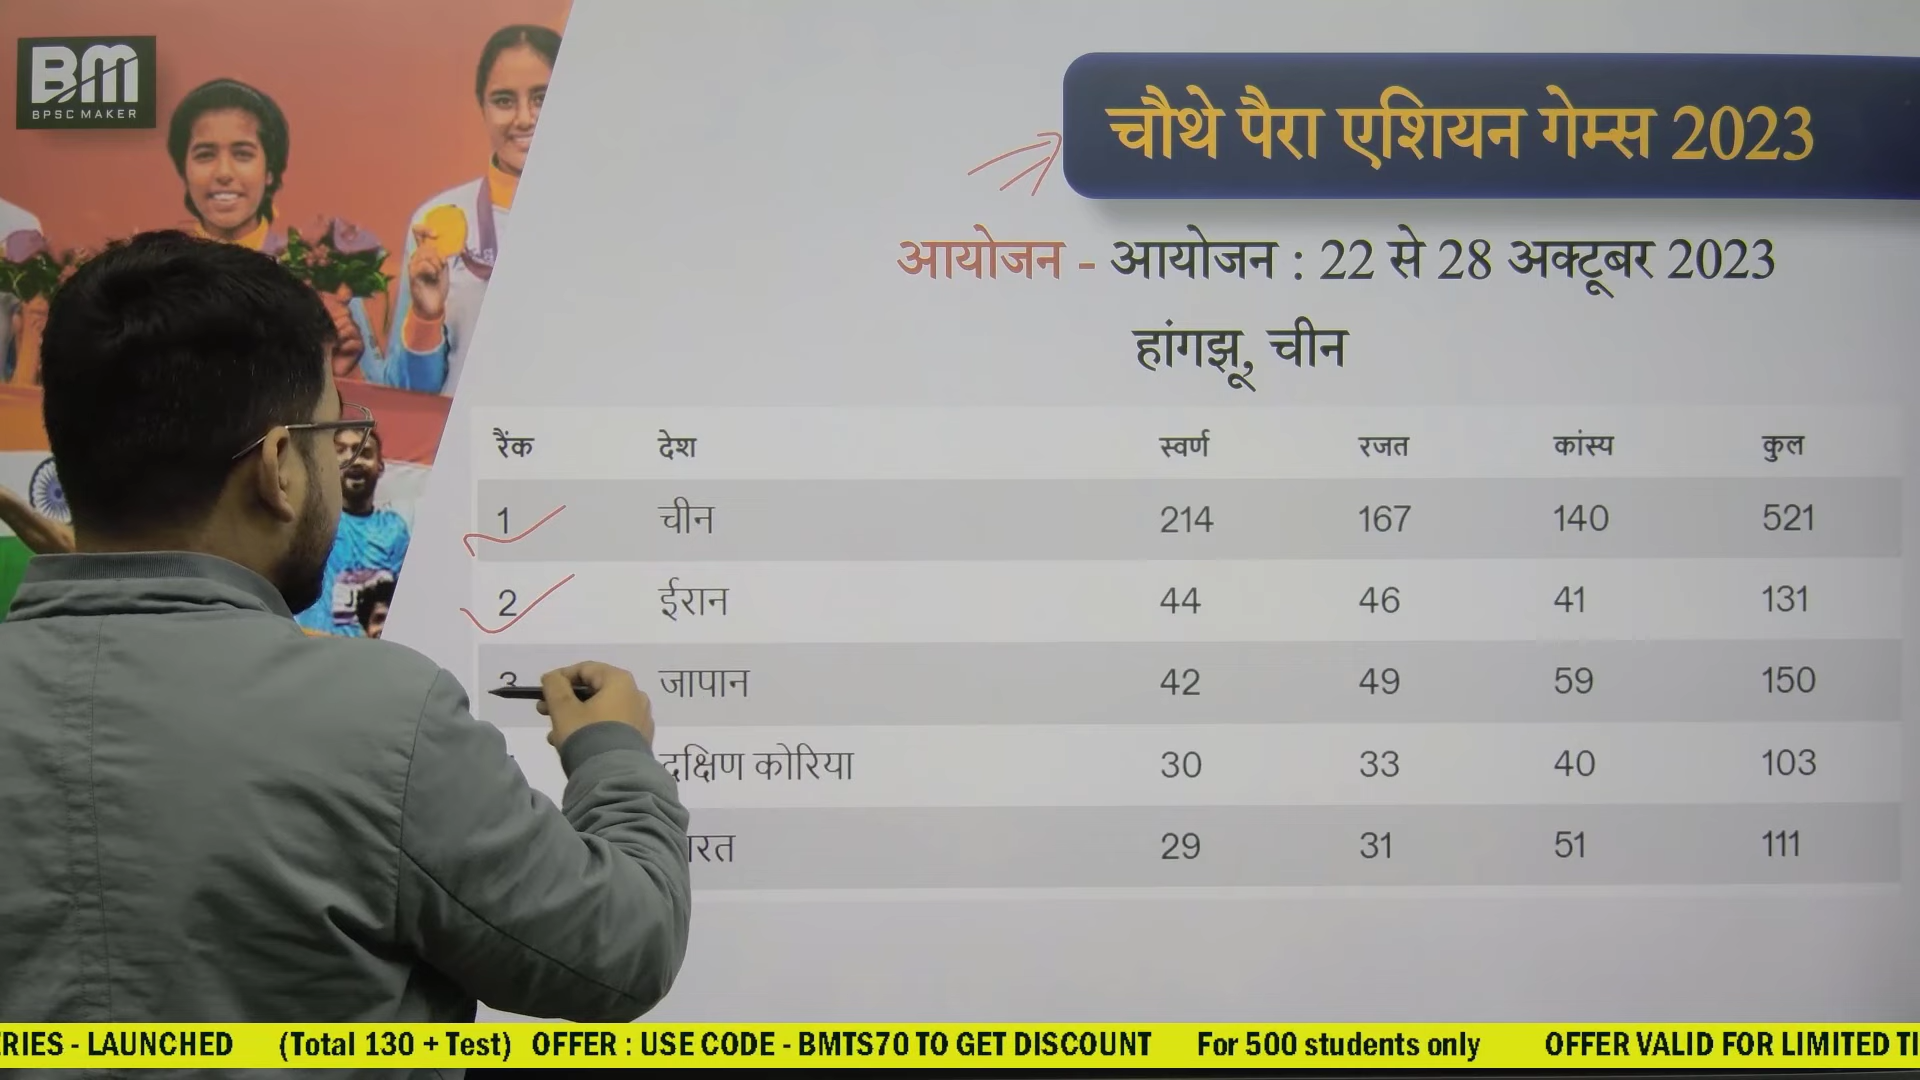 BM
BPSC MAKER
चौथे पैरा एशियन गेम्स 2023
आयोजन - आयोजन : 22 से 28 अक्टूबर 2023
हांगझू, चीन
रैंक देश स्वर्ण रजत कांस्य कुल
1 चीन 214 167 140 521
2 ईरान 44 46 41 131
3 जापान 42 49 59 150
दक्षिण कोरिया 30 33 40 103
29 31 51 111
- LAUNCHED (Total 130 + Test) OFFER : USE CODE - BMTS70 TO GET DISCOUNT For 500 students only OFFER VALID FOR LIMITED